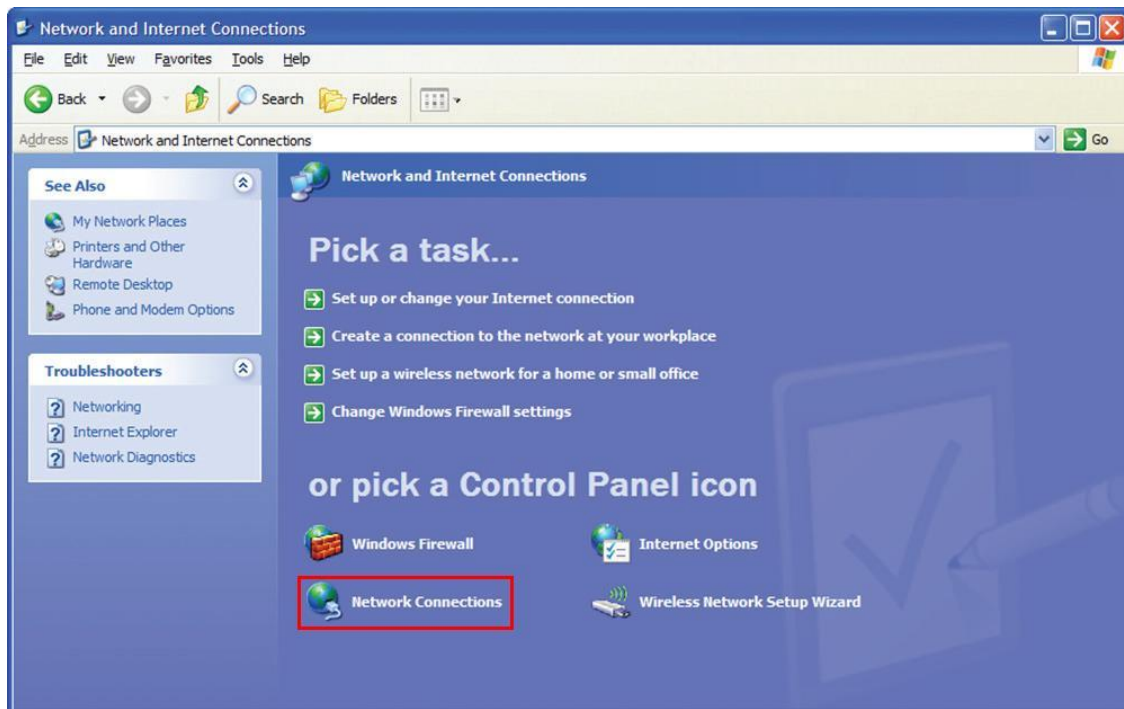 Network and Internet Connections
File Edit View Favorites Tools Help
Back Search Folders
Address Network and Internet Connections Go
See Also
My Network Places
Printers and Other
Hardware
Remote Desktop
Phone and Modem Options
Troubleshooters
Networking
Internet Explorer
Network Diagnostics
Network and Internet Connections
Pick a task...
Set up or change your Internet connection
Create a connection to the network at your workplace
Set up a wireless network for a home or small office
Change Windows Firewall settings
or pick a Control Panel icon
Windows Firewall Internet Options
Network Connections Wireless Network Setup Wizard